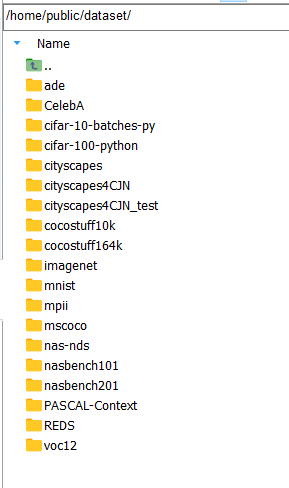 /home/public/dataset/
Name
..
ade
CelebA
cifar-10-batches-py
cifar-100-python
cityscapes
cityscapes4CJN
cityscapes4CJN_test
cocostuff10k
cocostuff164k
imagenet
mnist
mpii
mscoco
nas-nds
nasbench101
nasbench201
PASCAL-Context
REDS
voc12